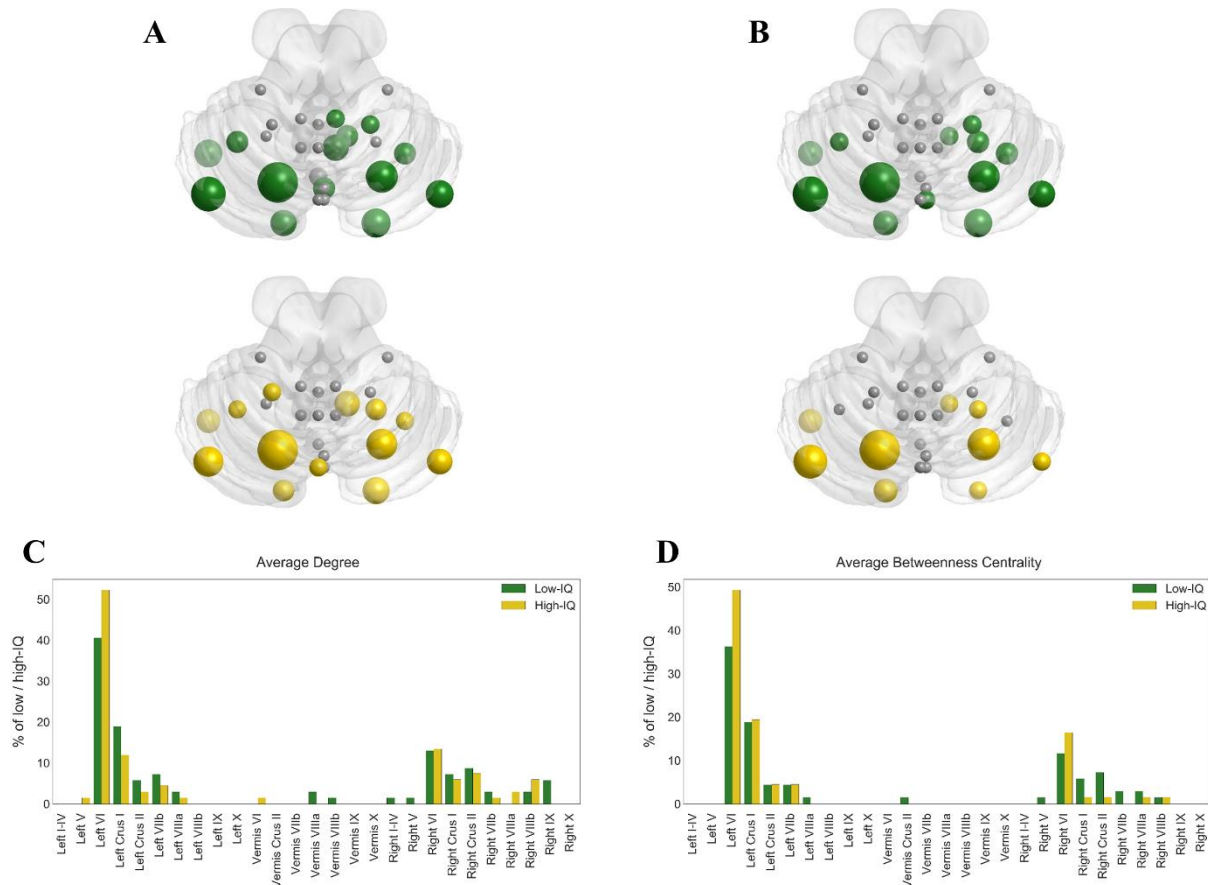 A
B
C
Average Degree
50
40
30
20
10
0
% of low / high-IQ
Low-IQ
High-IQ
Left I-IV
Left V
Left VI
Left Crus I
Left Crus II
Left VIIb
Left VIIIa
Left VIIIb
Left IX
Left X
Vermis VI
Vermis Crus II
Vermis VIIb
Vermis VIIIa
Vermis VIIIb
Vermis IX
Vermis X
Right I-IV
Right V
Right VI
Right Crus I
Right Crus II
Right VIIb
Right VIIIa
Right VIIIb
Right IX
Right X
D
Average Betweenness Centrality
50
40
30
20
10
0
% of low / high-IQ
Low-IQ
High-IQ
Left I-IV
Left V
Left VI
Left Crus I
Left Crus II
Left VIIb
Left VIIIa
Left VIIIb
Left IX
Left X
Vermis VI
Vermis Crus II
Vermis VIIb
Vermis VIIIa
Vermis VIIIb
Vermis IX
Vermis X
Right I-IV
Right V
Right VI
Right Crus I
Right Crus II
Right VIIb
Right VIIIa
Right VIIIb
Right IX
Right X